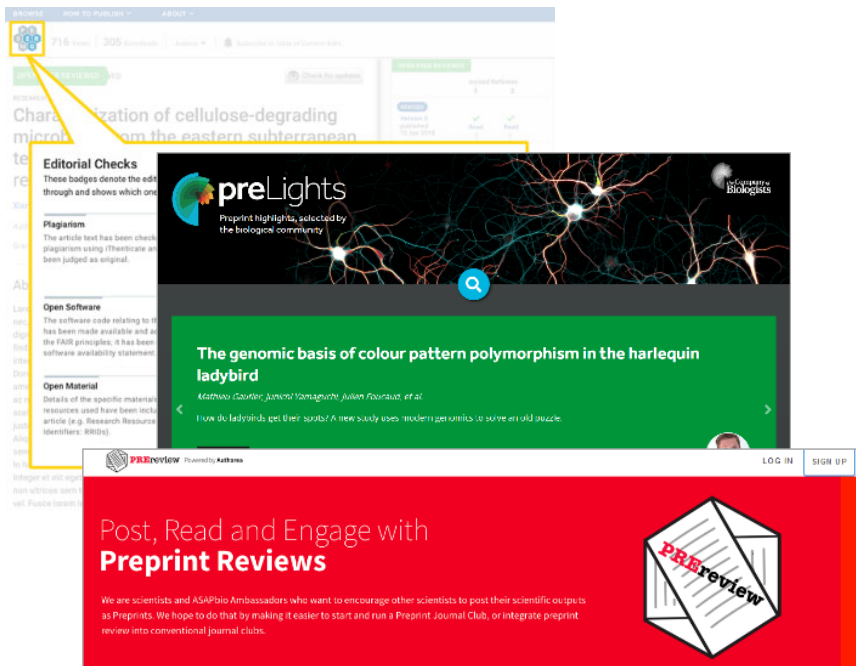 BROWSE HOW TO PUBLISH ABOUT
716 Views 305 Downloads
Check for updates
Char ization of cellulose-degrading
microb om the eastern subterranean
te
re
Editorial Checks
These badges denote the edit
through and shows which one
Plagiarism
The article text has been check
plagiarism using iThenticate an
been judged as original.
Open Software
The software code relating to th
has been made available and a
the FAIR principles; it has been
software availability statement.
Open Material
Details of the specific materials
resources used have been inclu
article (e.g. Research Resource
Identifiers: RRIDs).
preLights
Preprint highlights, selected by
the biological community
The Company of
Biologists
The genomic basis of colour pattern polymorphism in the harlequin
ladybird
Mathieu Gautier, Junichi Yamaguchi, Julien Foucaud, et al.
How do ladybirds get their spots? A new study uses modern genomics to solve an old puzzle.
PREreview Powered by Authorea
LOG IN SIGN UP
Post, Read and Engage with
Preprint Reviews
We are scientists and ASAPbio Ambassadors who want to encourage other scientists to post their scientific outputs
as Preprints. We hope to do that by making it easier to start and run a Preprint Journal Club, or integrate preprint
review into conventional journal clubs.
PREreview